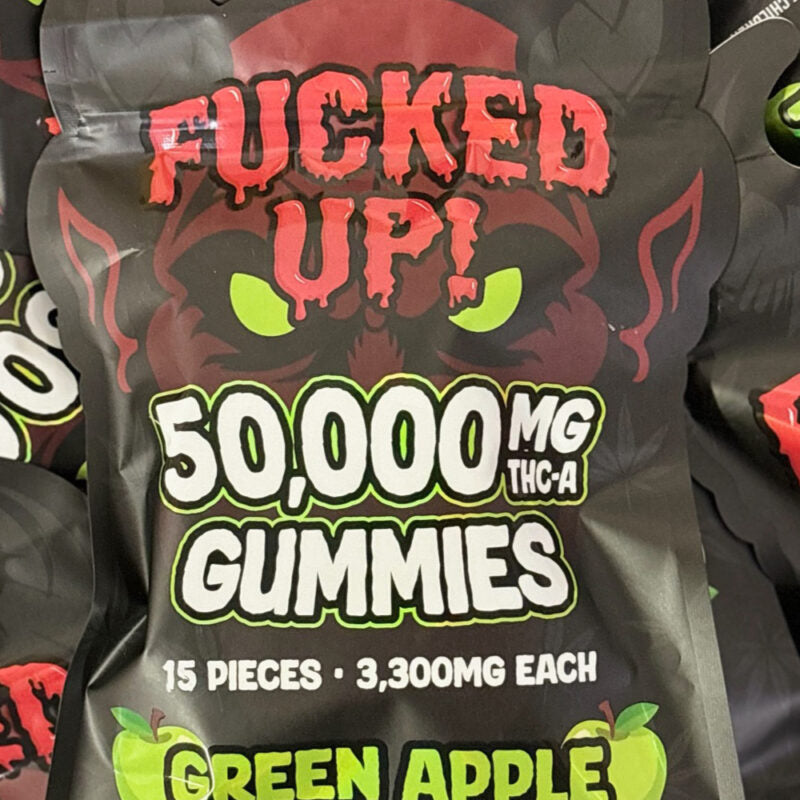 FUCKED
UP!
50,000 MG
THC-A
GUMMIES
15 PIECES · 3,300MG EACH
GREEN APPLE